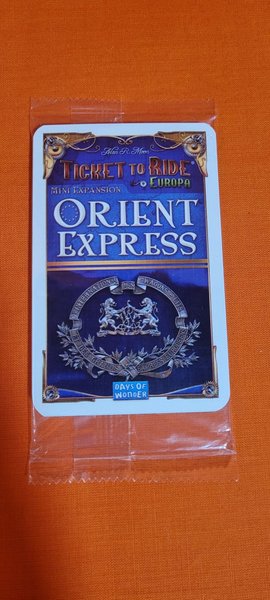 Alan R. Moon
TICKET TO RIDE
EUROPA
MINI EXPANSION
ORIENT
EXPRESS
DAYS OF
WONDER